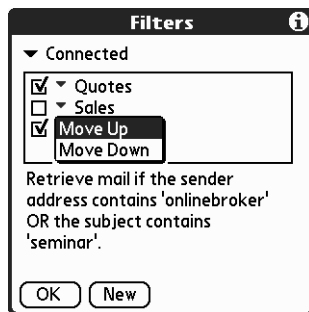 Filters
Connected
Quotes
Sales
Move Up
Move Down
Retrieve mail if the sender
address contains 'onlinebroker'
OR the subject contains
'seminar'.
OK New